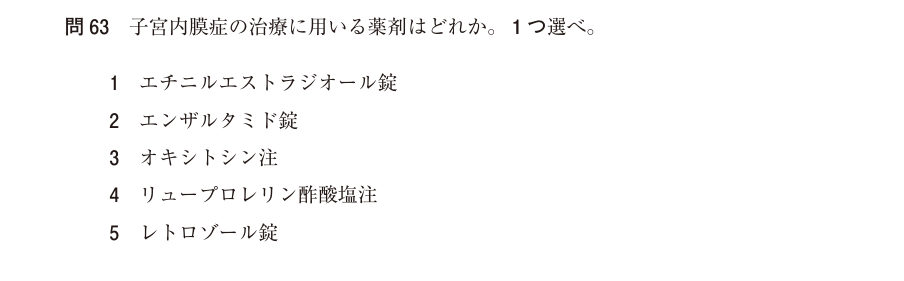 問 63 子宮内膜症の治療に用いる薬剤はどれか。1つ選べ。
1 エチニルエストラジオール錠
2 エンザルタミド錠
3 オキシトシン注
4 リュープロレリン酢酸塩注
5 レトロゾール錠